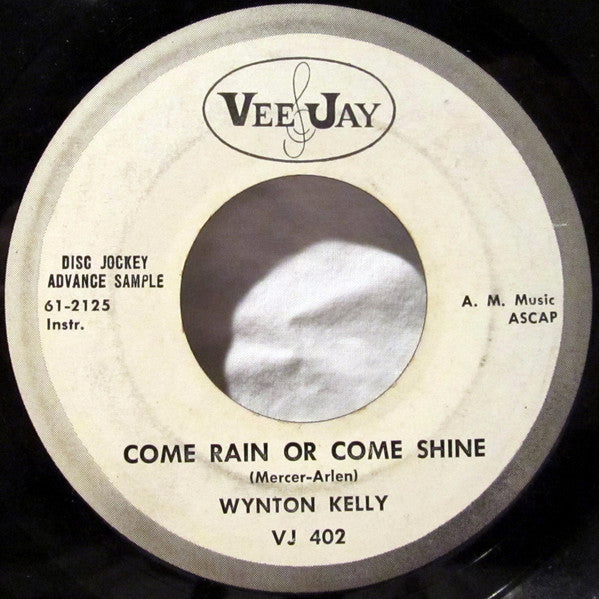 VEE JAY
DISC JOCKEY
ADVANCE SAMPLE
61-2125
Instr.
A. M. Music
ASCAP
COME RAIN OR COME SHINE
(Mercer-Arlen)
WYNTON KELLY
VJ 402